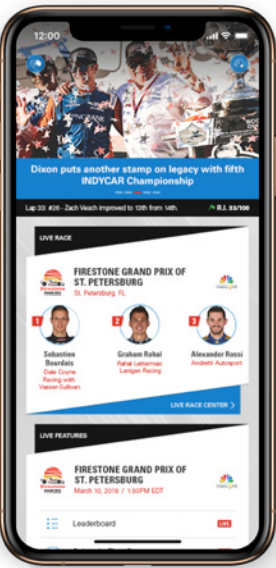 12:00
Dixon puts another stamp on legacy with fifth
INDYCAR Championship
Lap 33: #26 - Zach Veach improved to 13th from 14th.
R.I. 33/106
LIVE RACE
FIRESTONE GRAND PRIX OF
ST. PETERSBURG
St. Petersburg, FL
1
2
3
Sebastien
Bourdais
Dale Coyne
Racing with
Vasser-Sullivan
Graham Rahal
Rahal Letterman
Lanigan Racing
Alexander Rossi
Andretti Autosport
LIVE RACE CENTER >
LIVE FEATURES
FIRESTONE GRAND PRIX OF
ST. PETERSBURG
March 10, 2019 / 1:00PM EDT
Leaderboard
LIVE